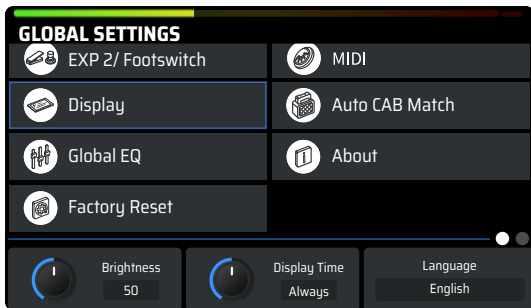 GLOBAL SETTINGS
EXP 2/ Footswitch
MIDI
Display
Auto CAB Match
Global EQ
About
Factory Reset
Brightness
50
Display Time
Always
Language
English